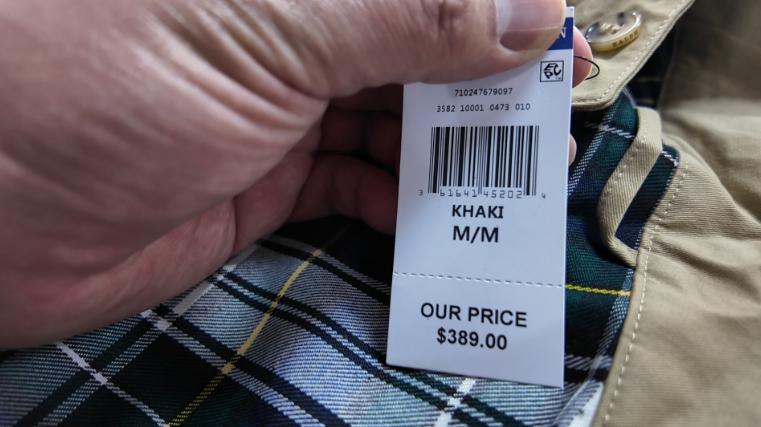 N
710247679097
3582 10001 0473 010
3 61641 45202 4
KHAKI
M/M
OUR PRICE
$389.00